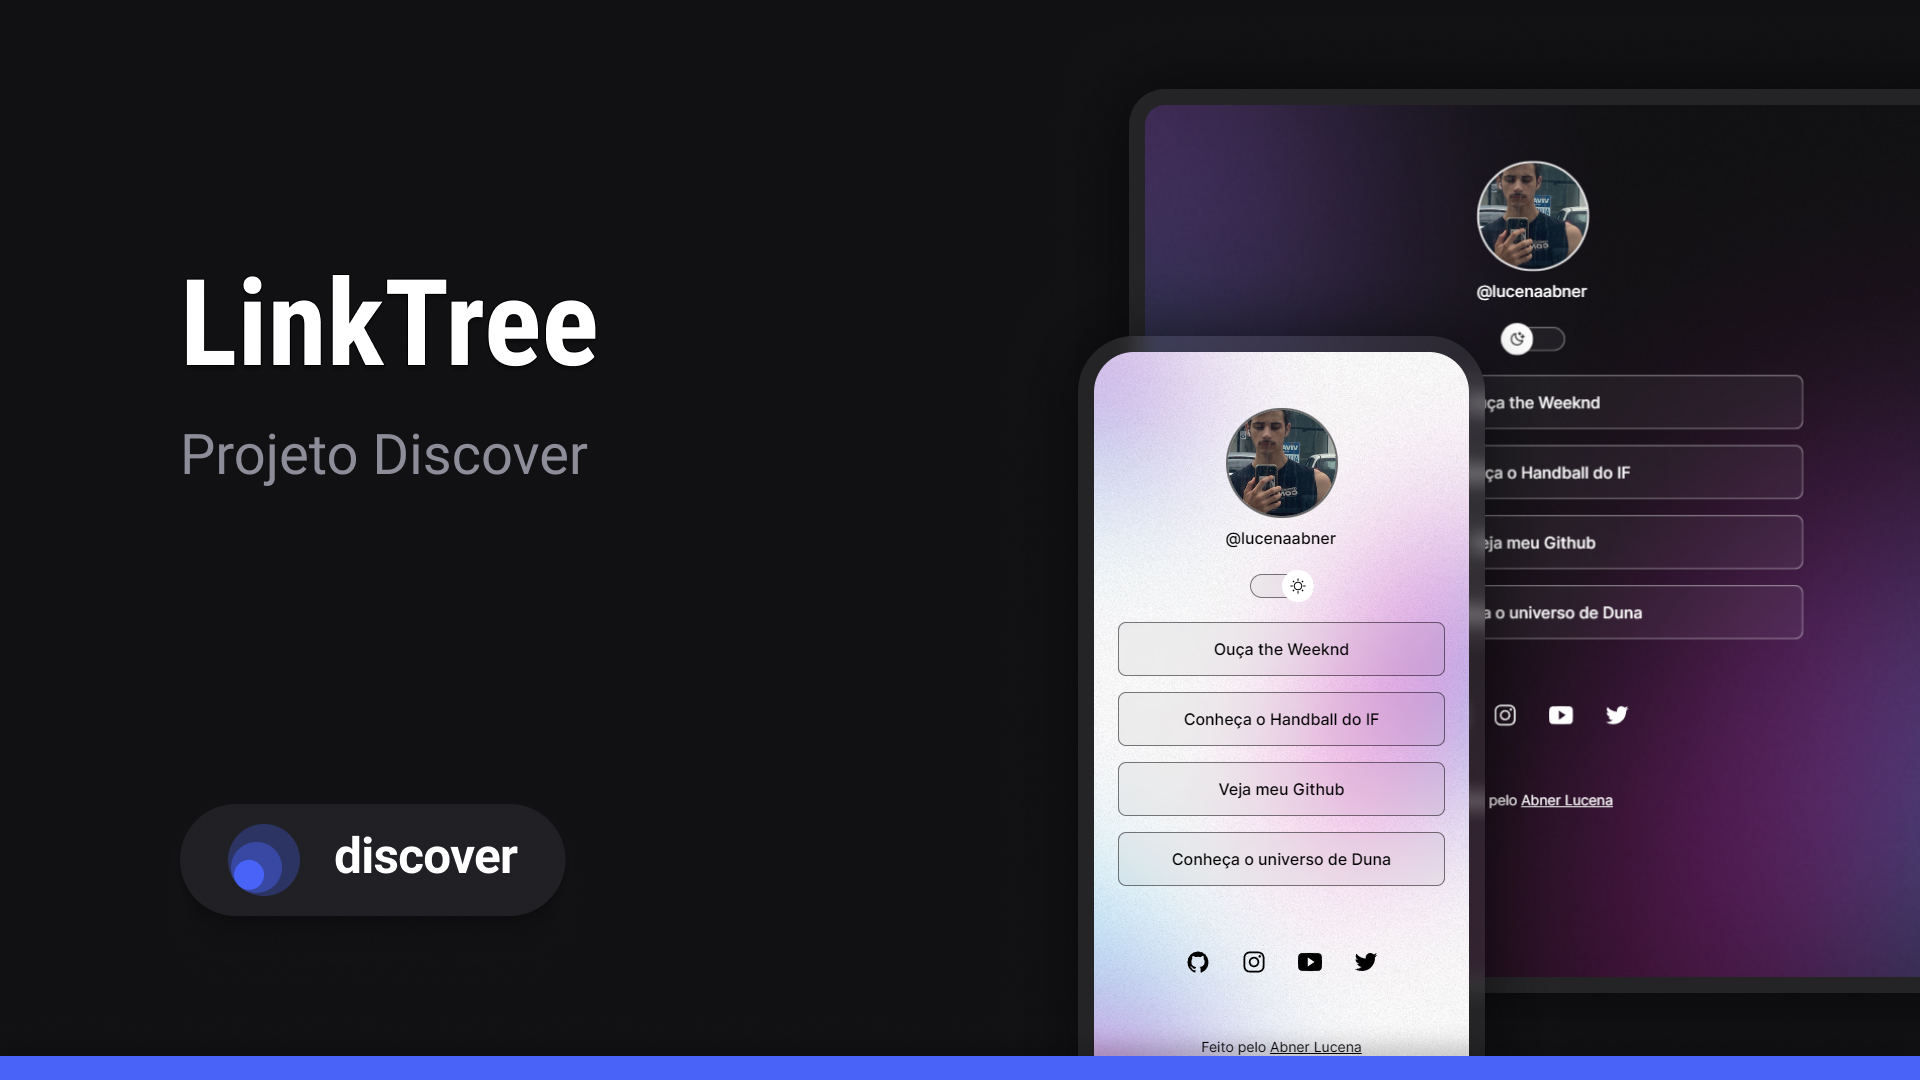 LinkTree
Projeto Discover
discover
@lucenaabner
Ouça the Weeknd
Conheça o Handball do IF
Veja meu Github
Conheça o universo de Duna
Feito pelo Abner Lucena
@lucenaabner
ça the Weeknd
ça o Handball do IF
eja meu Github
a o universo de Duna
pelo Abner Lucena